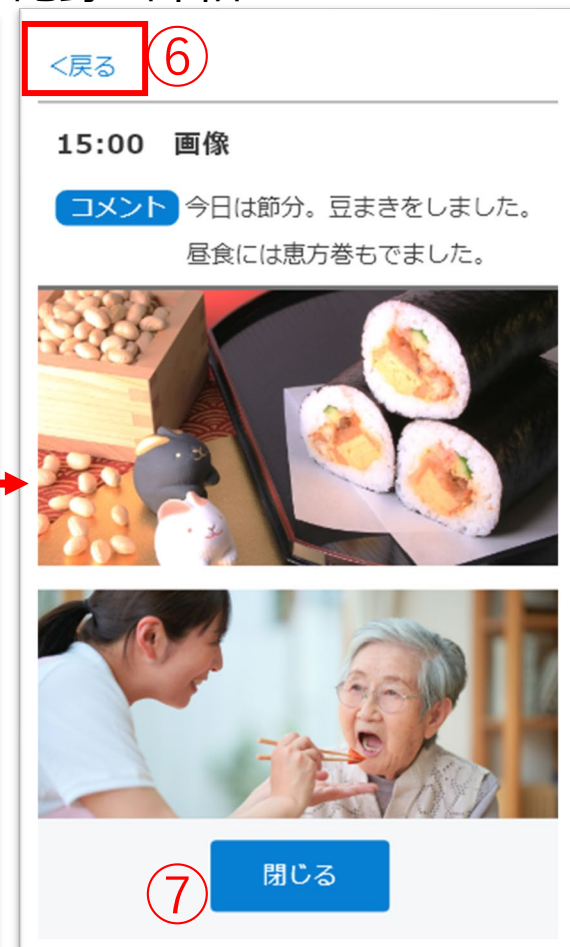 <戻る
⑥
15:00 画像
コメント 今日は節分。豆まきをしました。
昼食には恵方巻もでました。
閉じる
⑦